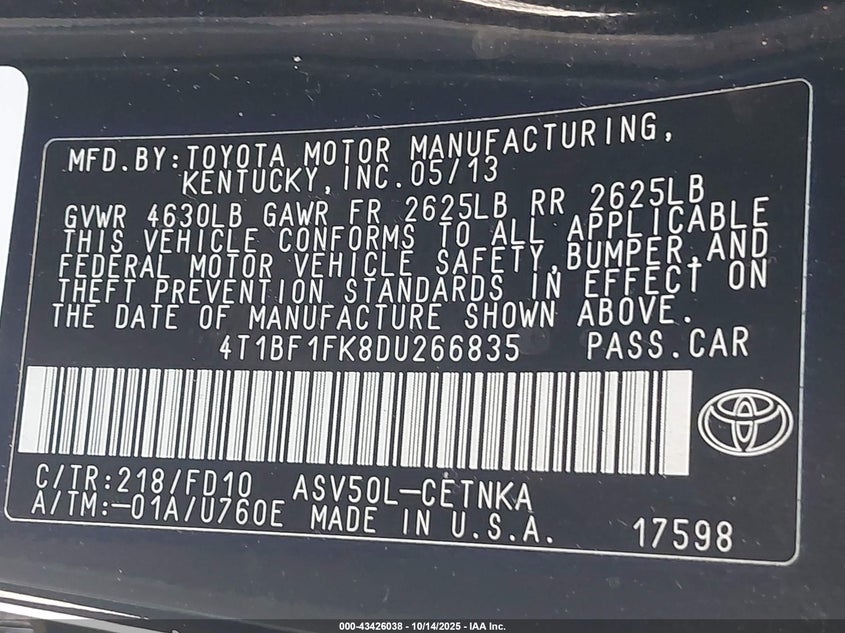 MFD.BY:TOYOTA MOTOR MANUFACTURING,
KENTUCKY,INC.05/13
GVWR 4630LB GAWR FR 2625LB RR 2625LB
THIS VEHICLE CONFORMS TO ALL APPLICABLE
FEDERAL MOTOR VEHICLE SAFETY,BUMPER,AND
THEFT PREVENTION STANDARDS IN EFFECT ON
THE DATE OF MANUFACTURE SHOWN ABOVE.
4T1BF1FK8DU266835 PASS.CAR
C/TR:218/FD10 ASV50L-CETNKA
A/TM:-01A/U760E MADE IN U.S.A. 17598
000-43426038 - 10/14/2025 - IAA Inc.